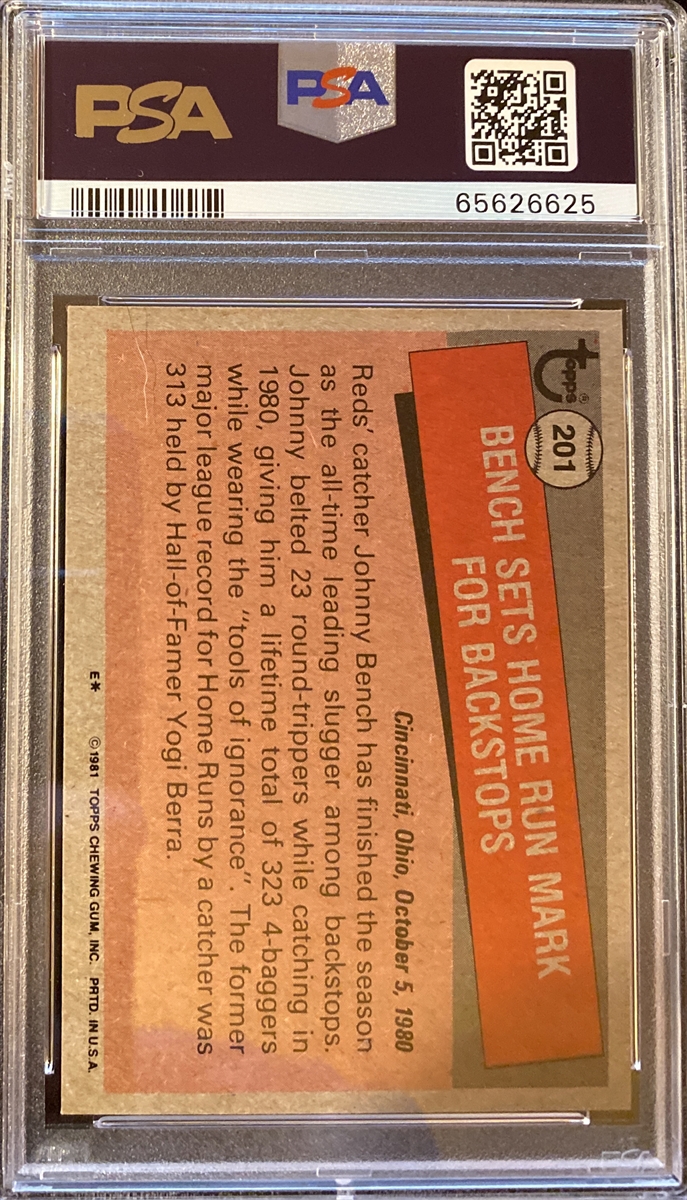 PSA
PSA
65626625
topps®
201
BENCH SETS HOME RUN MARK
FOR BACKSTOPS
Cincinnati, Ohio, October 5, 1980
Reds' catcher Johnny Bench has finished the season
as the all-time leading slugger among backstops.
Johnny belted 23 round-trippers while catching in
1980, giving him a lifetime total of 323 4-baggers
while wearing the "tools of ignorance". The former
major league record for Home Runs by a catcher was
313 held by Hall-of-Famer Yogi Berra.
E* ©1981 TOPPS CHEWING GUM, INC. PRTD. IN U.S.A.
PSA